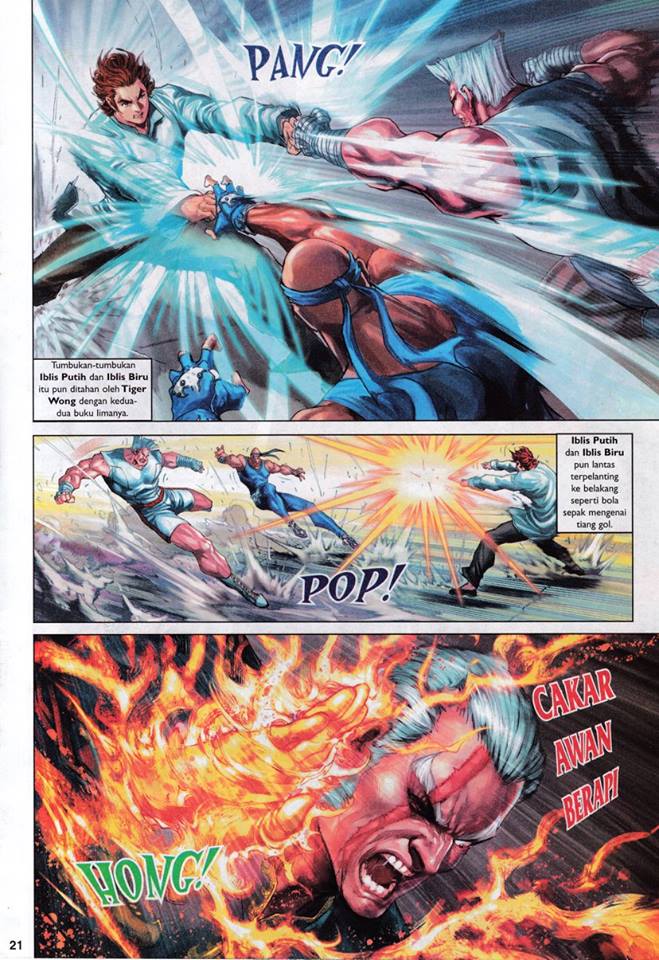 PANG!
Tumbukan-tumbukan
Iblis Putih dan Iblis Biru
itu pun ditahan oleh Tiger
Wong dengan kedua-
dua buku limanya.
Iblis Putih
dan Iblis Biru
pun lantas
terpelanting
ke belakang
seperti bola
sepak mengenai
tiang gol.
POP!
CAKAR
AWAN
BERAPI
HONG!
21